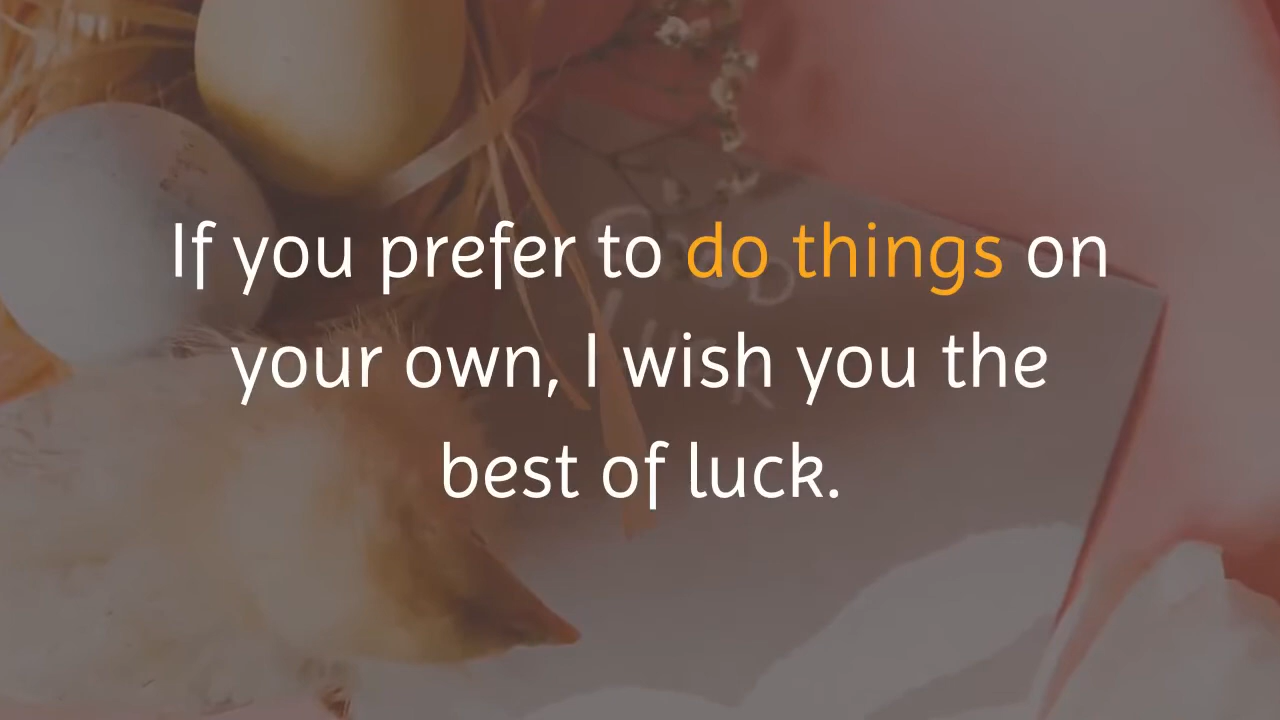 If you prefer to do things on
your own, I wish you the
best of luck.